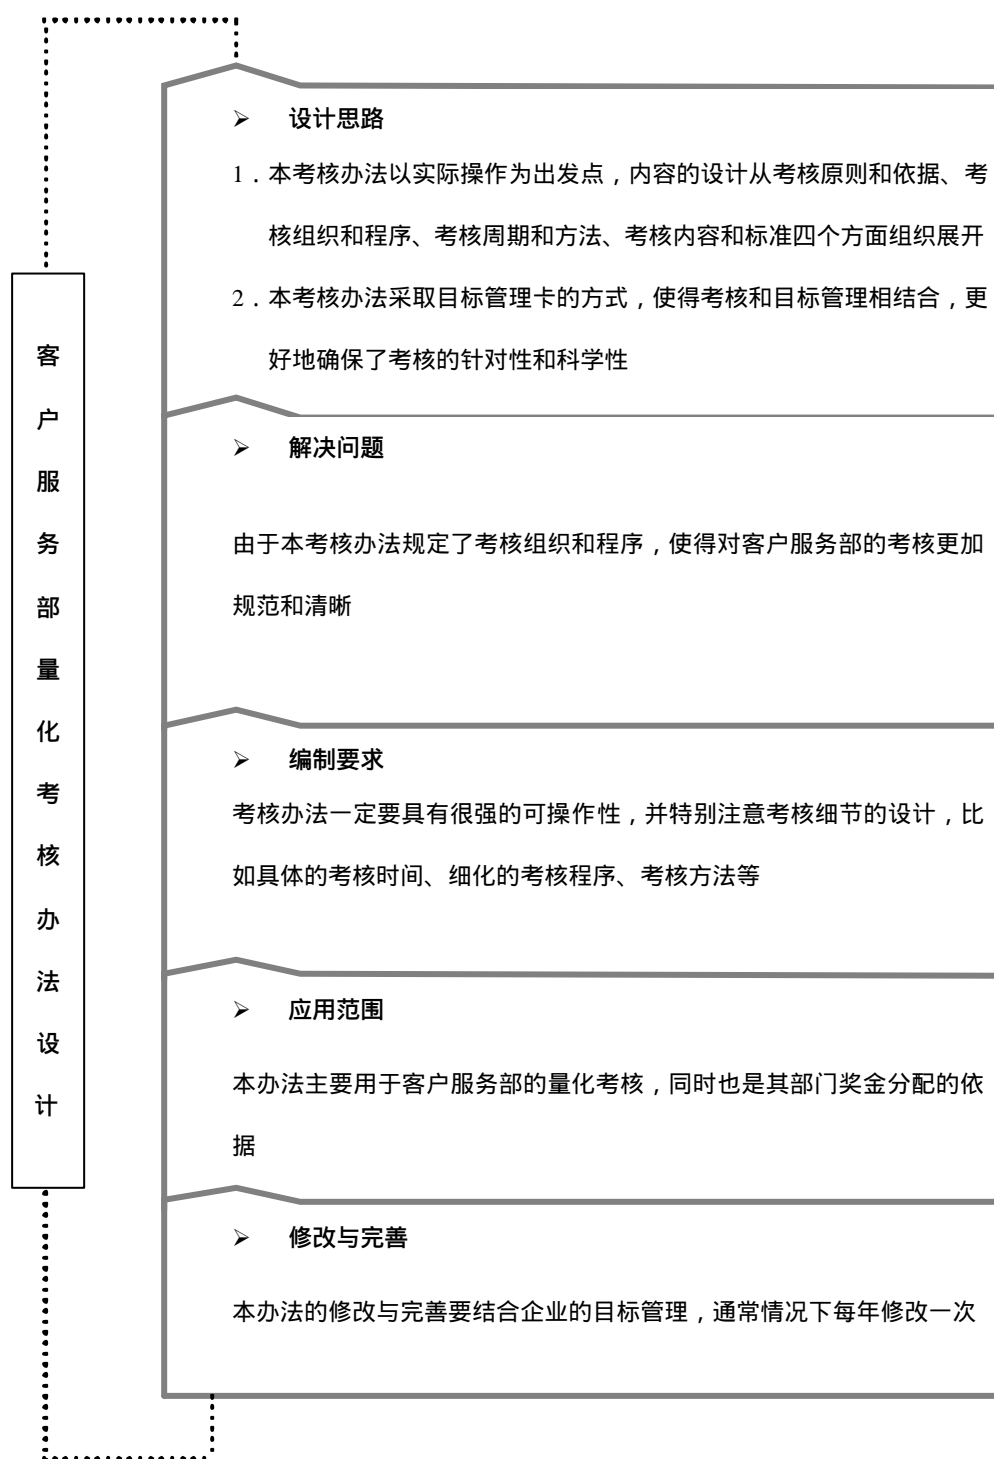 客户服务部量化考核办法设计
➢ 设计思路
1．本考核办法以实际操作为出发点，内容的设计从考核原则和依据、考
核组织和程序、考核周期和方法、考核内容和标准四个方面组织展开
2．本考核办法采取目标管理卡的方式，使得考核和目标管理相结合，更
好地确保了考核的针对性和科学性
➢ 解决问题
由于本考核办法规定了考核组织和程序，使得对客户服务部的考核更加
规范和清晰
➢ 编制要求
考核办法一定要具有很强的可操作性，并特别注意考核细节的设计，比
如具体的考核时间、细化的考核程序、考核方法等
➢ 应用范围
本办法主要用于客户服务部的量化考核，同时也是其部门奖金分配的依
据
➢ 修改与完善
本办法的修改与完善要结合企业的目标管理，通常情况下每年修改一次